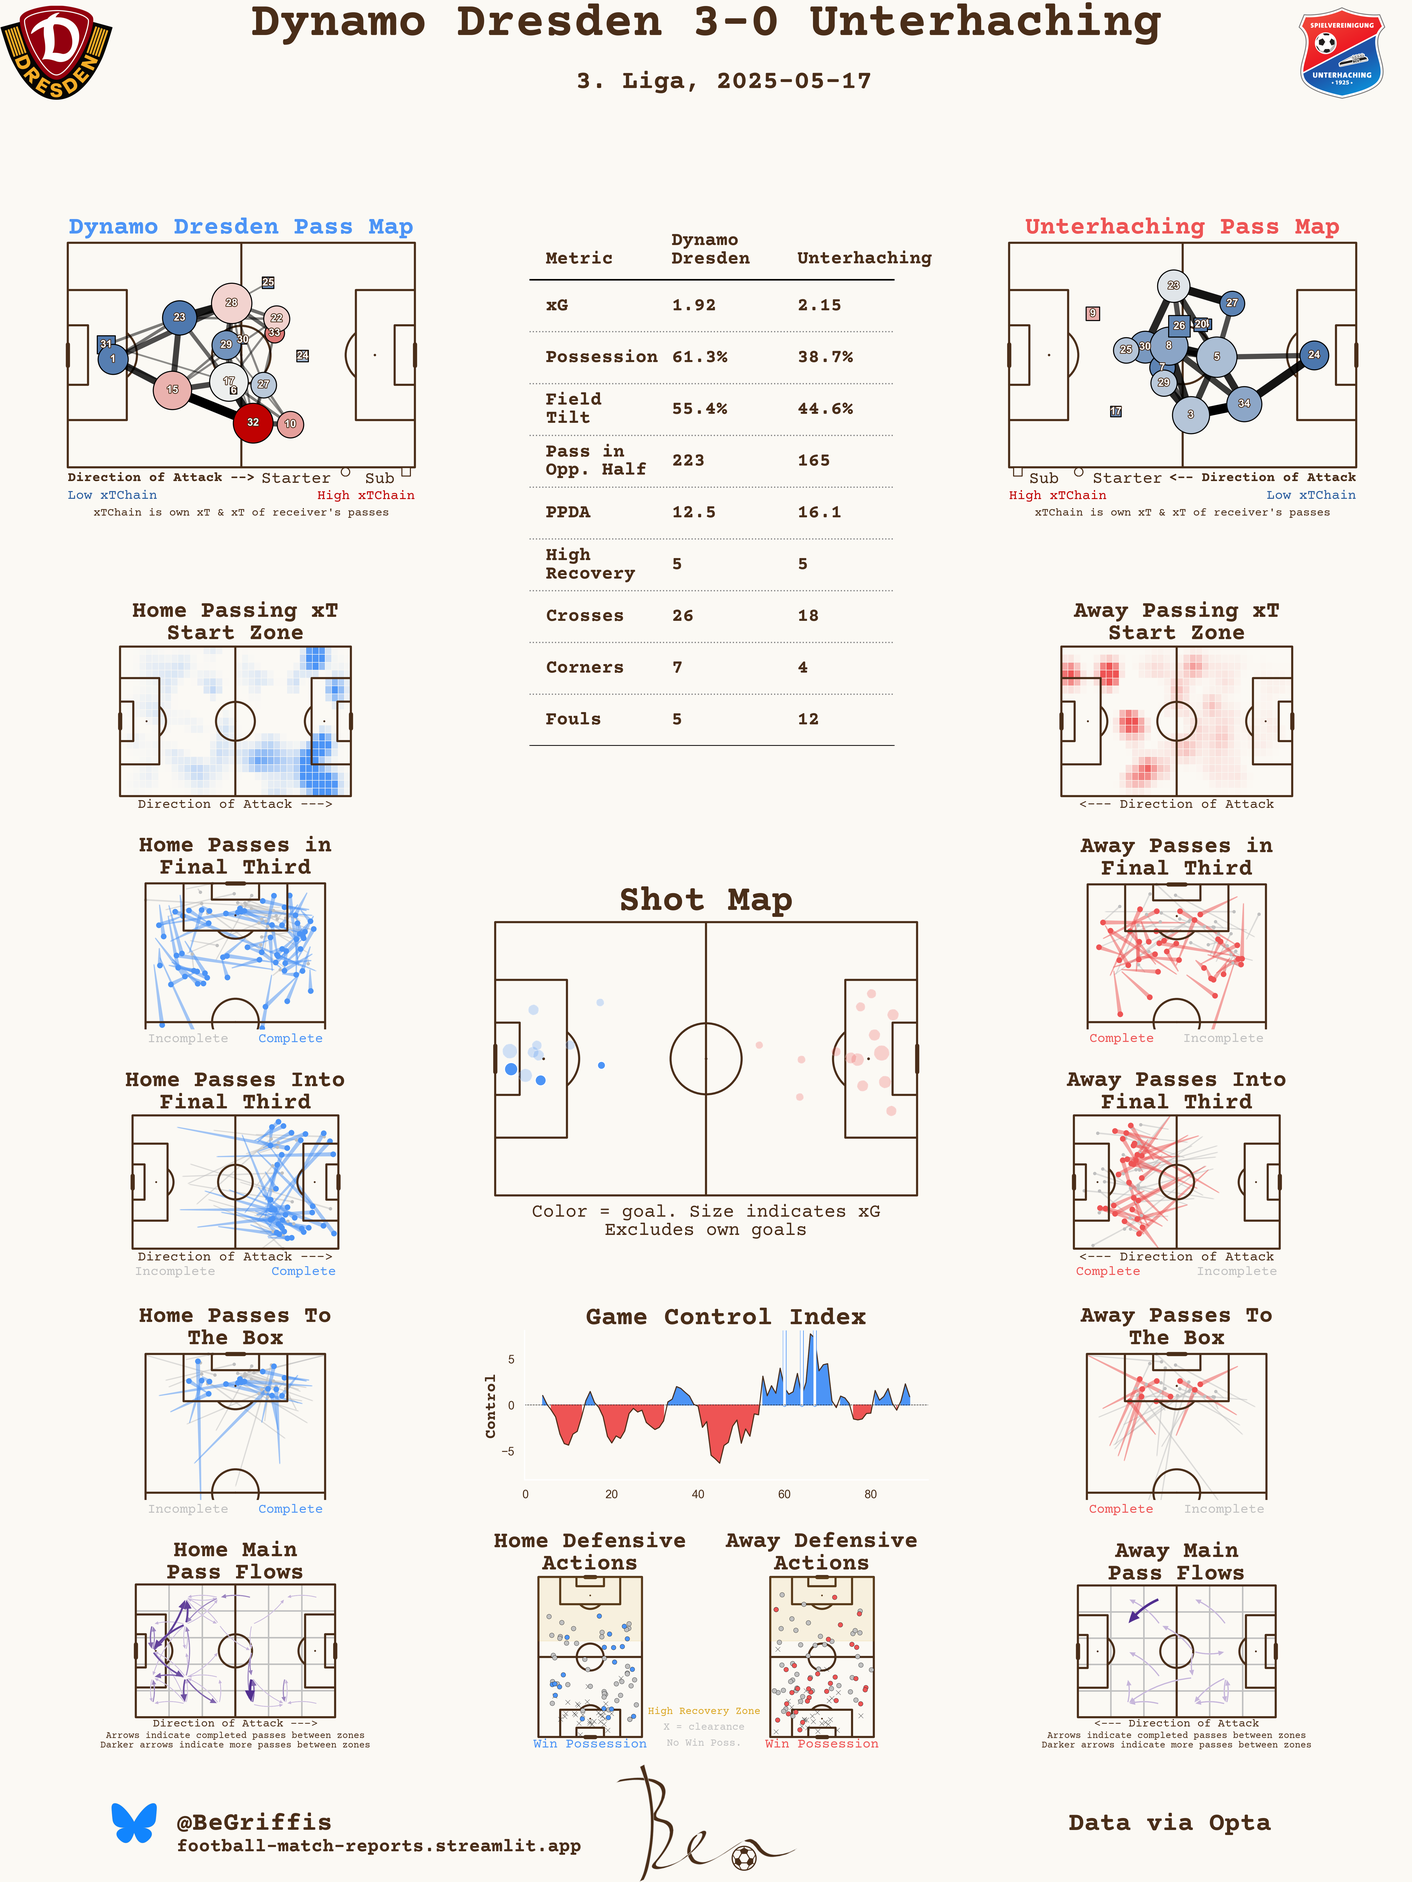 Dynamo Dresden 3-0 Unterhaching
3. Liga, 2025-05-17
DRESDEN
SPIELVEREINIGUNG
UNTERHACHING
• 1925 •
Dynamo Dresden Pass Map
25
28
23
22
33
30
31
29
1
24
17
27
15
6
32
10
Direction of Attack --> Starter Sub
Low xTChain High xTChain
xTChain is own xT & xT of receiver's passes
Metric Dynamo Dresden Unterhaching
xG 1.92 2.15
Possession 61.3% 38.7%
Field Tilt 55.4% 44.6%
Pass in Opp. Half 223 165
PPDA 12.5 16.1
High Recovery 5 5
Crosses 26 18
Corners 7 4
Fouls 5 12
Unterhaching Pass Map
23
27
9
26
20
25
30
8
5
24
7
29
34
17
3
Sub Starter <-- Direction of Attack
High xTChain Low xTChain
xTChain is own xT & xT of receiver's passes
Home Passing xT
Start Zone
Direction of Attack --->
Away Passing xT
Start Zone
<--- Direction of Attack
Home Passes in
Final Third
Incomplete Complete
Away Passes in
Final Third
Complete Incomplete
Shot Map
Color = goal. Size indicates xG
Excludes own goals
Home Passes Into
Final Third
Direction of Attack --->
Incomplete Complete
Away Passes Into
Final Third
<--- Direction of Attack
Complete Incomplete
Home Passes To
The Box
Incomplete Complete
Game Control Index
Control
5
0
−5
0 20 40 60 80
Away Passes To
The Box
Complete Incomplete
Home Main
Pass Flows
Direction of Attack --->
Arrows indicate completed passes between zones
Darker arrows indicate more passes between zones
Home Defensive
Actions
Win Possession
High Recovery Zone
X = clearance
No Win Poss.
Away Defensive
Actions
Win Possession
Away Main
Pass Flows
<--- Direction of Attack
Arrows indicate completed passes between zones
Darker arrows indicate more passes between zones
@BeGriffis
football-match-reports.streamlit.app
Ben
Data via Opta